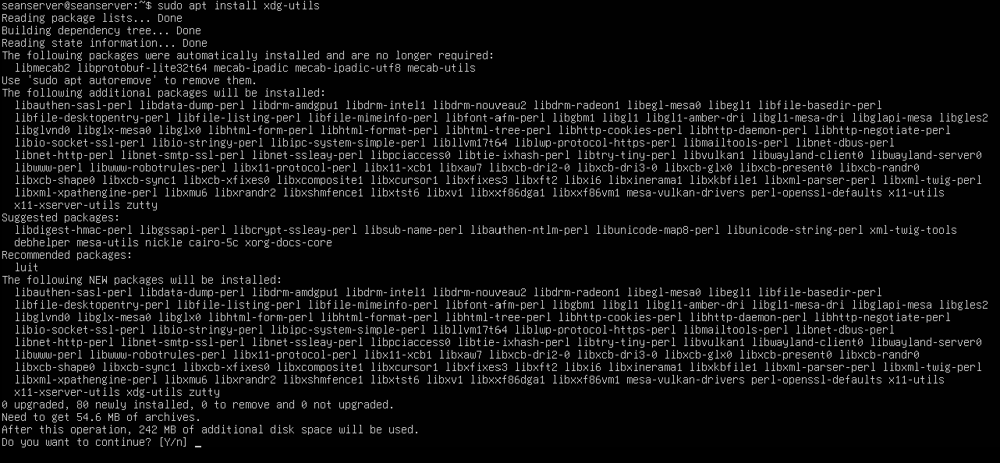 seanserver@seanserver:~$ sudo apt install xdg-utils
Reading package lists... Done
Building dependency tree... Done
Reading state information... Done
The following packages were automatically installed and are no longer required:
  libmecab2 libprotobuf-lite32t64 mecab-ipadic mecab-ipadic-utf8 mecab-utils
Use 'sudo apt autoremove' to remove them.
The following additional packages will be installed:
  libauthen-sasl-perl libdata-dump-perl libdrm-amdgpu1 libdrm-intel1 libdrm-nouveau2 libdrm-radeon1 libegl-mesa0 libegl1 libfile-basedir-perl
  libfile-desktopentry-perl libfile-listing-perl libfile-mimeinfo-perl libfont-afm-perl libgbm1 libgl1 libgl1-amber-dri libgl1-mesa-dri libglapi-mesa libgles2
  libglvnd0 libglx-mesa0 libglx0 libhtml-form-perl libhtml-format-perl libhtml-tree-perl libhttp-cookies-perl libhttp-daemon-perl libhttp-negotiate-perl
  libio-socket-ssl-perl libio-stringy-perl libipc-system-simple-perl libllvm17t64 liblwp-protocol-https-perl libmailtools-perl libnet-dbus-perl
  libnet-http-perl libnet-smtp-ssl-perl libnet-ssleay-perl libpciaccess0 libtie-ixhash-perl libtry-tiny-perl libvulkan1 libwayland-client0 libwayland-server0
  libwww-perl libwww-robotrules-perl libx11-protocol-perl libx11-xcb1 libxaw7 libxcb-dri2-0 libxcb-dri3-0 libxcb-glx0 libxcb-present0 libxcb-randr0
  libxcb-shape0 libxcb-sync1 libxcb-xfixes0 libxcomposite1 libxcursor1 libxfixes3 libxft2 libxi6 libxinerama1 libxkbfile1 libxml-parser-perl libxml-twig-perl
  libxml-xpathengine-perl libxmu6 libxrandr2 libxshmfence1 libxtst6 libxv1 libxxf86dga1 libxxf86vm1 mesa-vulkan-drivers perl-openssl-defaults x11-utils
  x11-xserver-utils zutty
Suggested packages:
  libdigest-hmac-perl libgssapi-perl libcrypt-ssleay-perl libsub-name-perl libauthen-ntlm-perl libunicode-map8-perl libunicode-string-perl xml-twig-tools
  debhelper mesa-utils nickle cairo-5c xorg-docs-core
Recommended packages:
  luit
The following NEW packages will be installed:
  libauthen-sasl-perl libdata-dump-perl libdrm-amdgpu1 libdrm-intel1 libdrm-nouveau2 libdrm-radeon1 libegl-mesa0 libegl1 libfile-basedir-perl
  libfile-desktopentry-perl libfile-listing-perl libfile-mimeinfo-perl libfont-afm-perl libgbm1 libgl1 libgl1-amber-dri libgl1-mesa-dri libglapi-mesa libgles2
  libglvnd0 libglx-mesa0 libglx0 libhtml-form-perl libhtml-format-perl libhtml-tree-perl libhttp-cookies-perl libhttp-daemon-perl libhttp-negotiate-perl
  libio-socket-ssl-perl libio-stringy-perl libipc-system-simple-perl libllvm17t64 liblwp-protocol-https-perl libmailtools-perl libnet-dbus-perl
  libnet-http-perl libnet-smtp-ssl-perl libnet-ssleay-perl libpciaccess0 libtie-ixhash-perl libtry-tiny-perl libvulkan1 libwayland-client0 libwayland-server0
  libwww-perl libwww-robotrules-perl libx11-protocol-perl libx11-xcb1 libxaw7 libxcb-dri2-0 libxcb-dri3-0 libxcb-glx0 libxcb-present0 libxcb-randr0
  libxcb-shape0 libxcb-sync1 libxcb-xfixes0 libxcomposite1 libxcursor1 libxfixes3 libxft2 libxi6 libxinerama1 libxkbfile1 libxml-parser-perl libxml-twig-perl
  libxml-xpathengine-perl libxmu6 libxrandr2 libxshmfence1 libxtst6 libxv1 libxxf86dga1 libxxf86vm1 mesa-vulkan-drivers perl-openssl-defaults x11-utils
  x11-xserver-utils xdg-utils zutty
0 upgraded, 80 newly installed, 0 to remove and 0 not upgraded.
Need to get 54.6 MB of archives.
After this operation, 242 MB of additional disk space will be used.
Do you want to continue? [Y/n] _